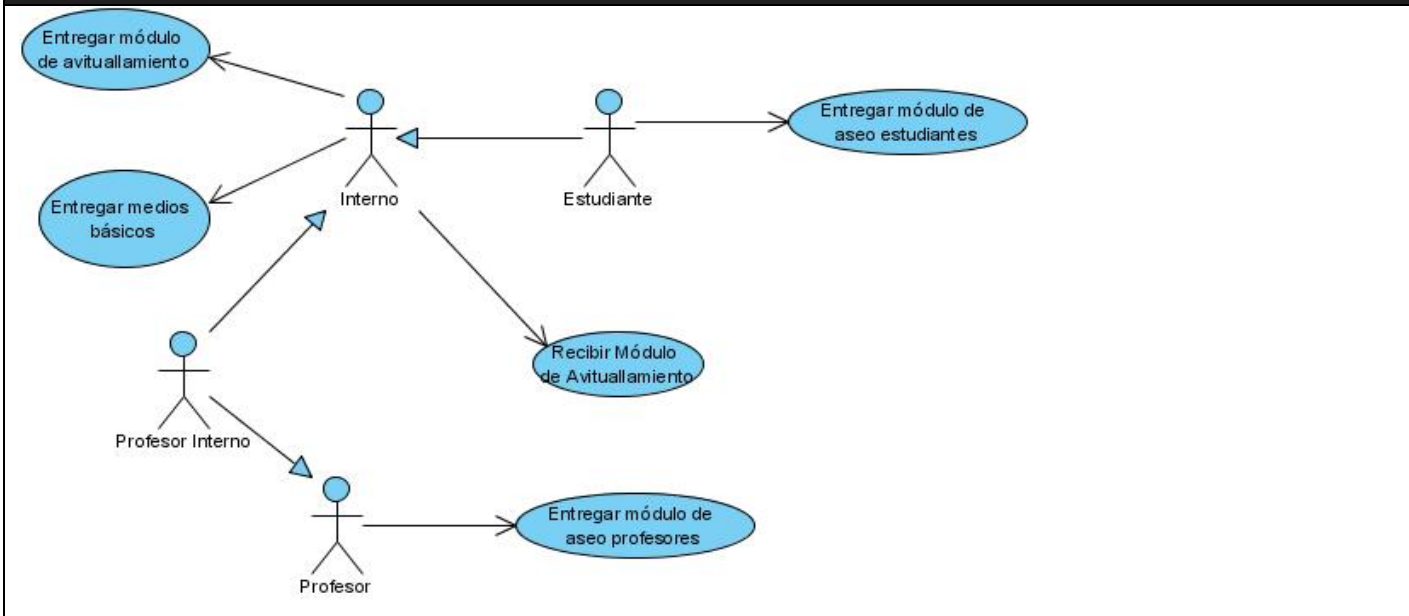 Entregar módulo
de avituallamiento
Interno
Estudiante
Entregar módulo de
aseo estudiantes
Entregar medios
básicos
Profesor Interno
Recibir Módulo
de Avituallamiento
Profesor
Entregar módulo de
aseo profesores